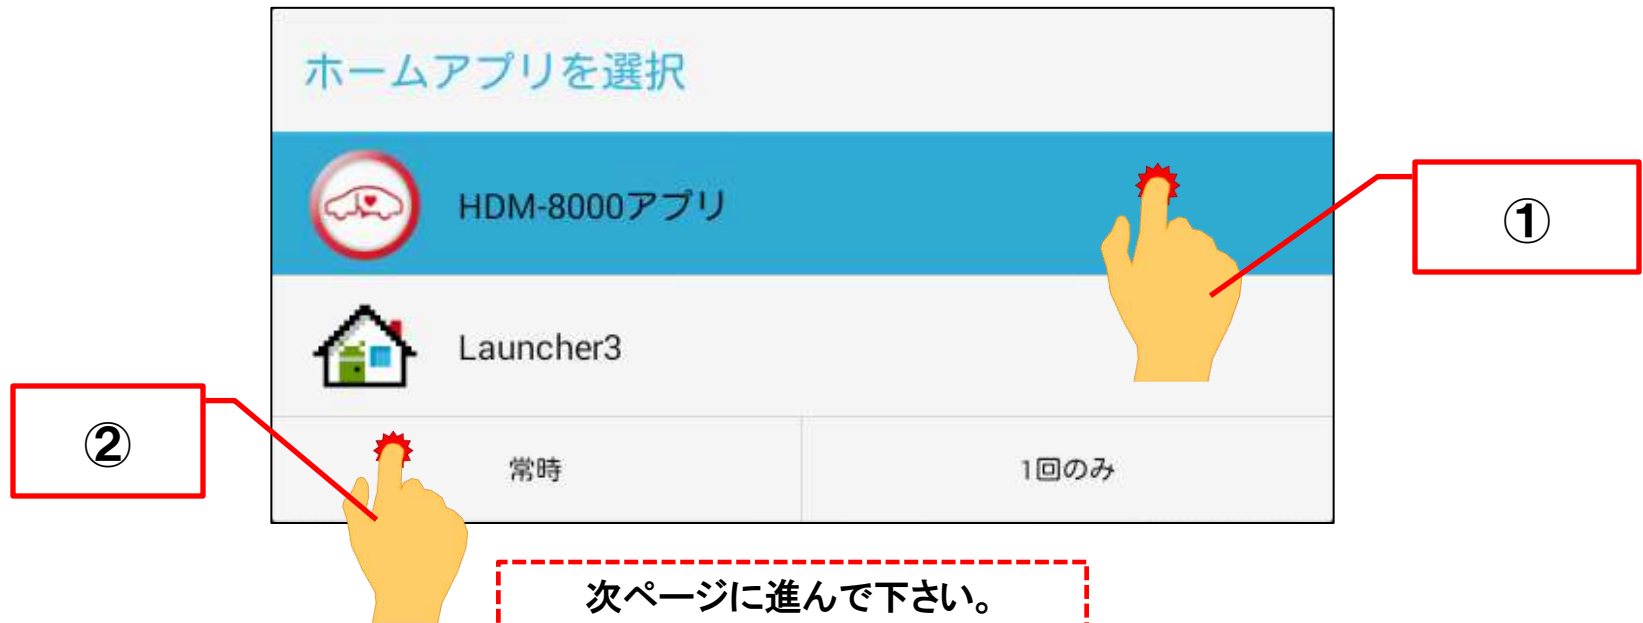 ホームアプリを選択
HDM-8000アプリ
①
Launcher3
②
常時
1回のみ
次ページに進んで下さい。